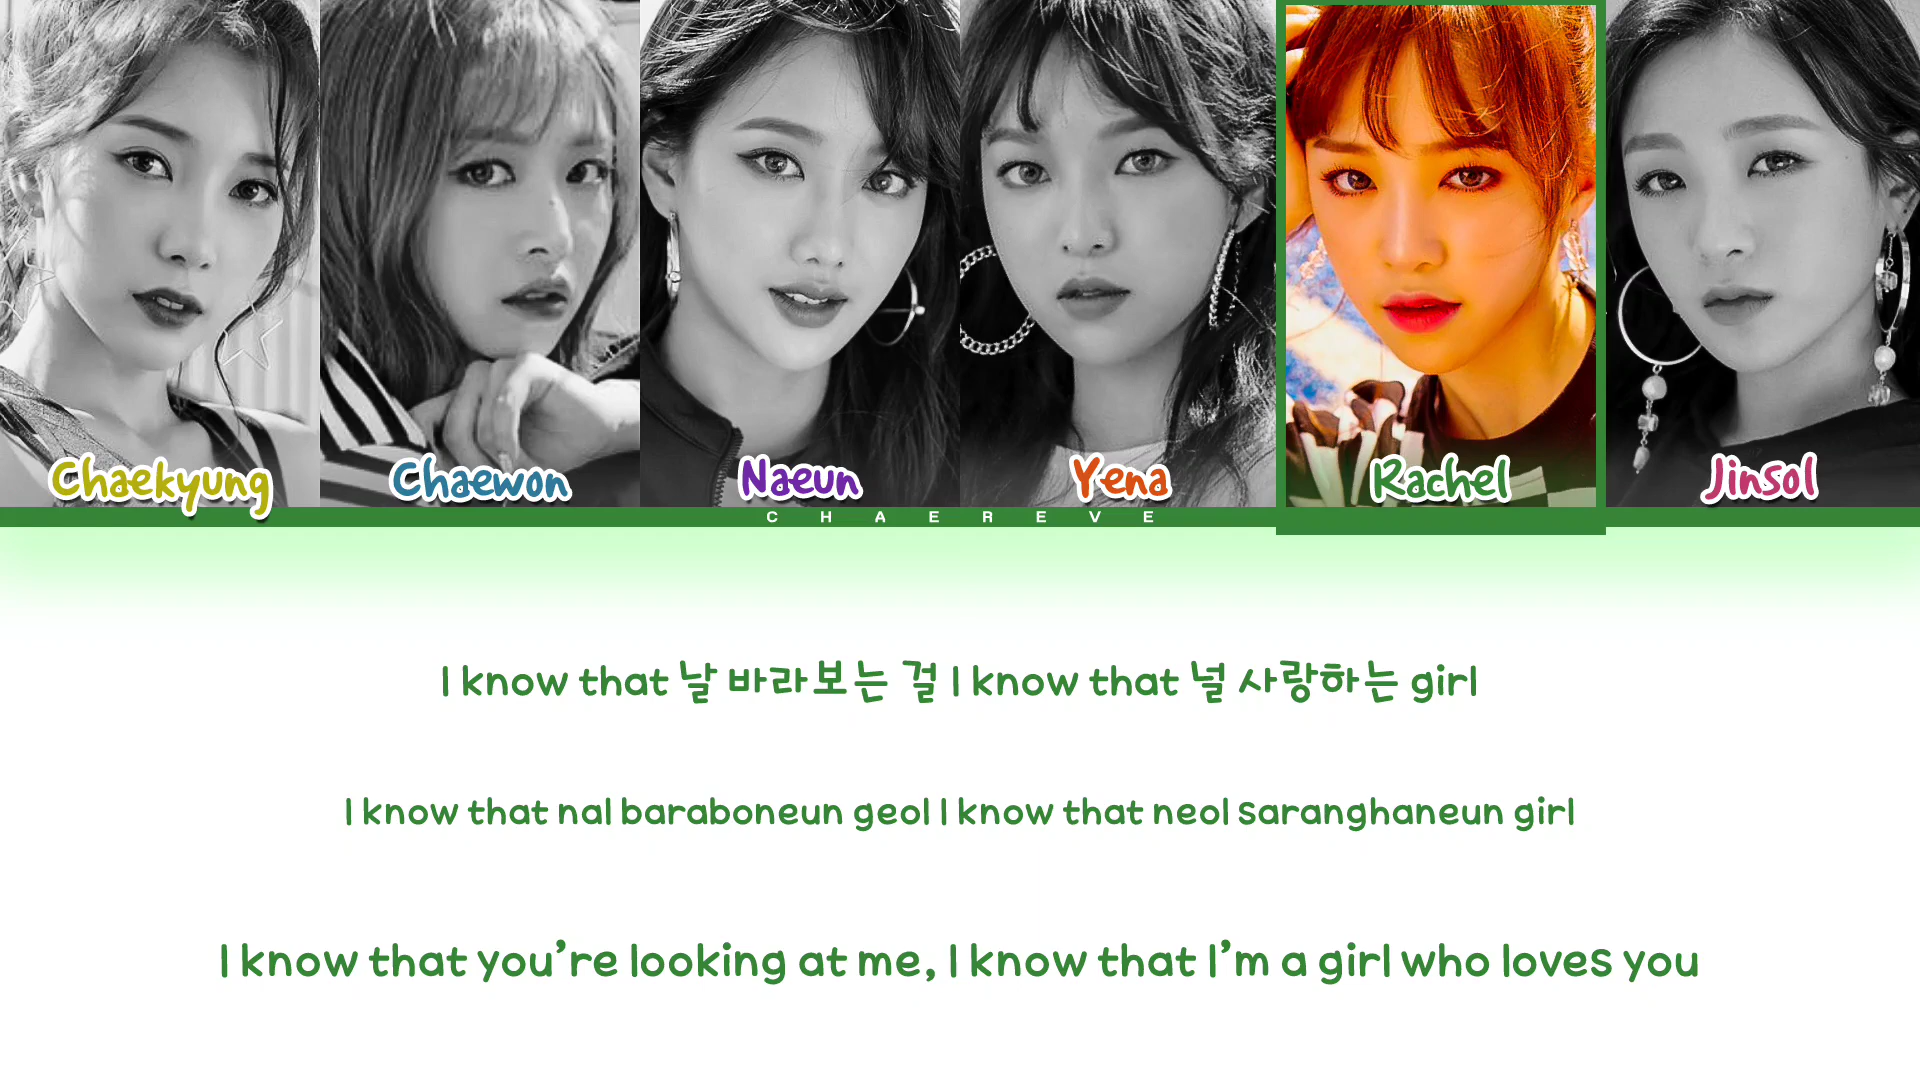 Chaekyung Chaewon Naeun Yena Rachel Jinsol
CHAEREVE
I know that 날 바라보는 걸 I know that 널 사랑하는 girl
I know that nal baraboneun geol I know that neol saranghaneun girl
I know that you’re looking at me, I know that I’m a girl who loves you